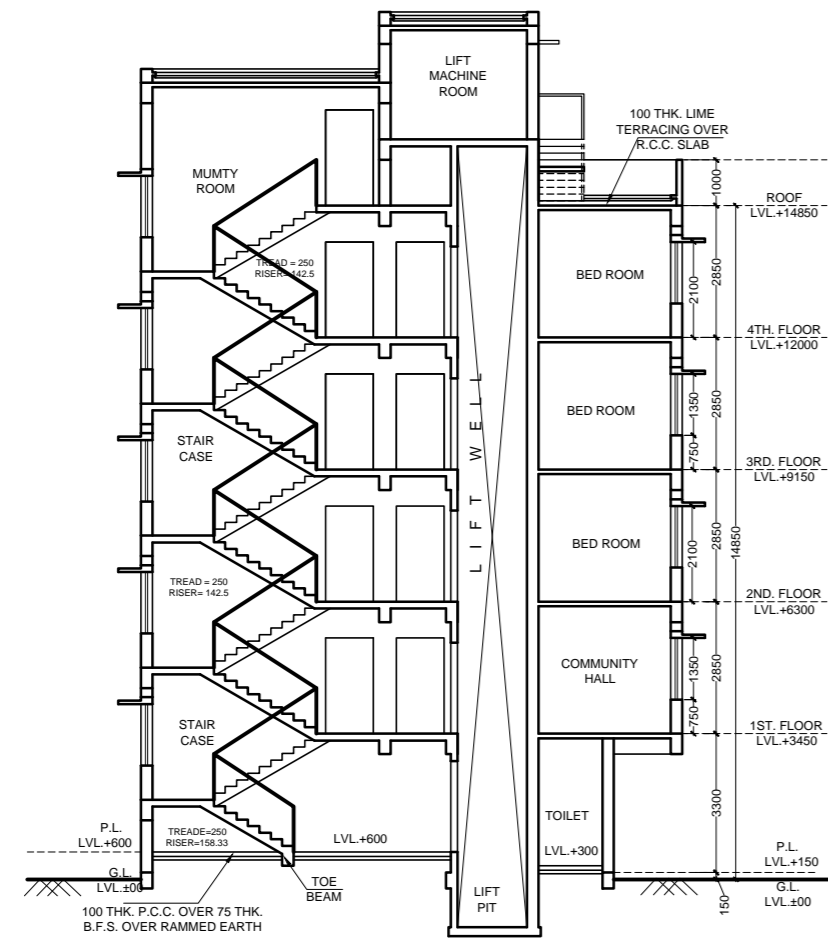 LIFT
MACHINE
ROOM
100 THK. LIME
TERRACING OVER
R.C.C. SLAB
MUMTY
ROOM
1000
ROOF
LVL.+14850
TREAD = 250
RISER= 142.5
BED ROOM
2100
2850
4TH. FLOOR
LVL.+12000
LIFT WELL
BED ROOM
1350
750
2850
3RD. FLOOR
LVL.+9150
STAIR
CASE
14850
BED ROOM
2100
2850
2ND. FLOOR
LVL.+6300
TREAD = 250
RISER= 142.5
COMMUNITY
HALL
1350
750
2850
1ST. FLOOR
LVL.+3450
STAIR
CASE
3300
TOILET
P.L.
LVL.+600
TREADE=250
RISER=158.33
LVL.+600
LVL.+300
P.L.
LVL.+150
G.L.
LVL.±00
TOE
BEAM
LIFT
PIT
150
G.L.
LVL.±00
100 THK. P.C.C. OVER 75 THK.
B.F.S. OVER RAMMED EARTH